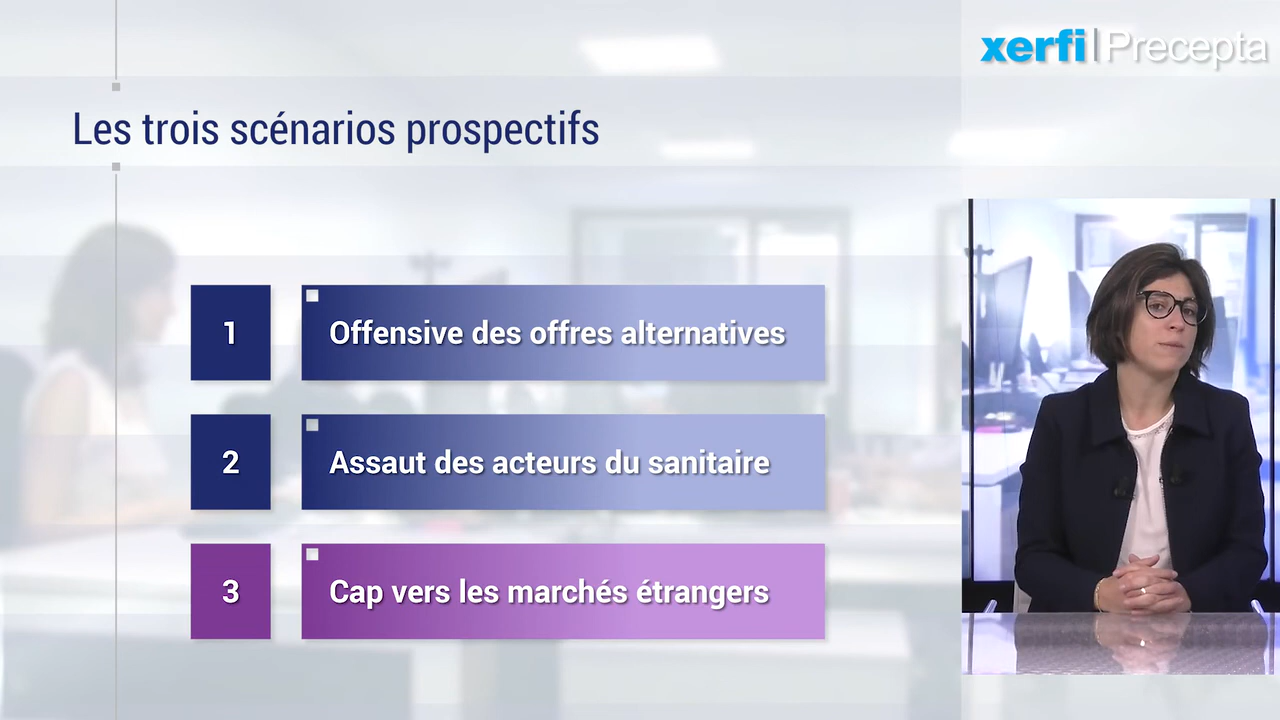 xerfi|Precepta
Les trois scénarios prospectifs
1
Offensive des offres alternatives
2
Assaut des acteurs du sanitaire
3
Cap vers les marchés étrangers